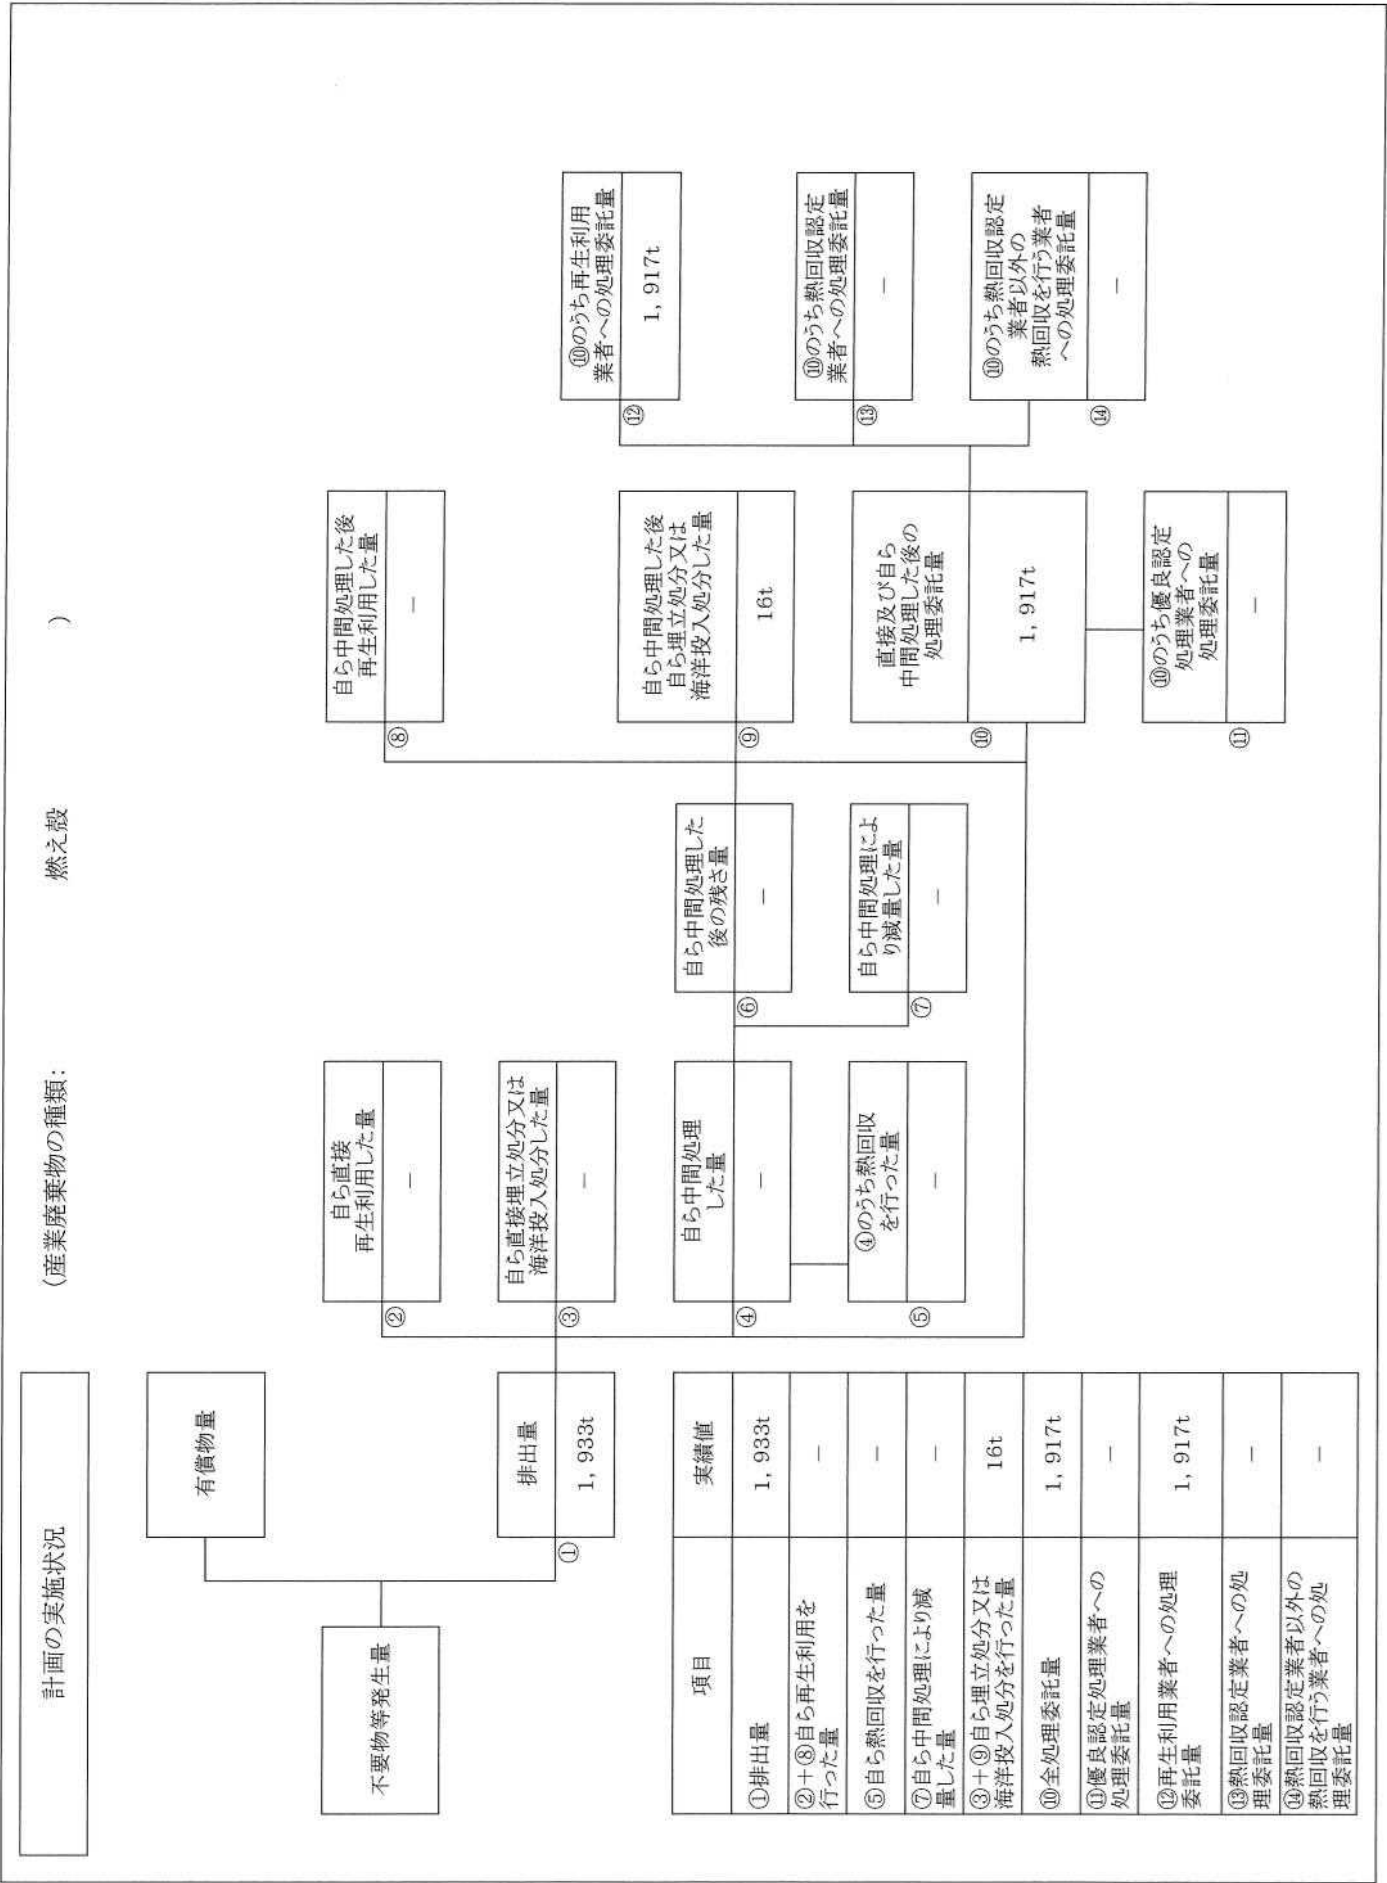 計画の実施状況
(産業廃棄物の種類: 燃え殻 )
不要物等発生量
有償物量
①
排出量
1,933t
②
自ら直接
再生利用した量
－
③
自ら直接埋立処分又は
海洋投入処分した量
－
④
自ら中間処理
した量
－
⑤
④のうち熱回収
を行った量
－
⑥
自ら中間処理した
後の残さ量
－
⑦
自ら中間処理によ
り減量した量
－
⑧
自ら中間処理した後
再生利用した量
－
⑨
自ら中間処理した後
自ら埋立処分又は
海洋投入処分した量
16t
⑩
直接及び自ら
中間処理した後の
処理委託量
1,917t
⑪
⑩のうち優良認定
処理業者への
処理委託量
－
⑫
⑩のうち再生利用
業者への処理委託量
1,917t
⑬
⑩のうち熱回収認定
業者への処理委託量
－
⑭
⑩のうち熱回収認定
業者以外の
熱回収を行う業者
への処理委託量
－
項目 実績値
①排出量 1,933t
②+⑧自ら再生利用を
行った量 －
⑤自ら熱回収を行った量 －
⑦自ら中間処理により減
量した量 －
③+⑨自ら埋立処分又は
海洋投入処分を行った量 16t
⑩全処理委託量 1,917t
⑪優良認定処理業者への
処理委託量 －
⑫再生利用業者への処理
委託量 1,917t
⑬熱回収認定業者への処
理委託量 －
⑭熱回収認定業者以外の
熱回収を行う業者への処
理委託量 －